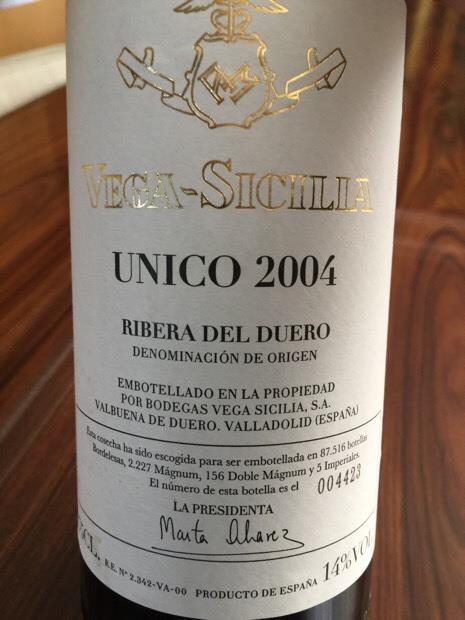 VEGA-SICILIA
UNICO 2004
RIBERA DEL DUERO
DENOMINACIÓN DE ORIGEN
EMBOTELLADO EN LA PROPIEDAD
POR BODEGAS VEGA SICILIA, S.A.
VALBUENA DE DUERO. VALLADOLID (ESPAÑA)
Esta cosecha ha sido escogida para ser embotellada en 87.516 botellas
Bordelesas, 2.227 Mágnum, 156 Doble Mágnum y 5 Imperiales.
El número de esta botella es el 004423
LA PRESIDENTA
Marta Alvarez
R.E. Nº 2.342-VA-00 PRODUCTO DE ESPAÑA 14%VOL